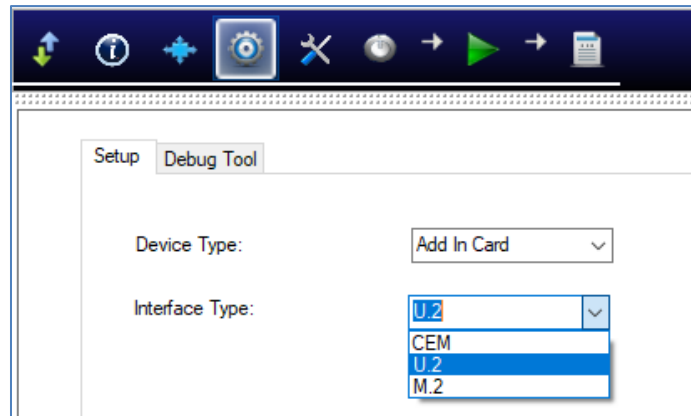 Setup Debug Tool
Device Type: Add In Card
Interface Type: U.2
CEM
U.2
M.2